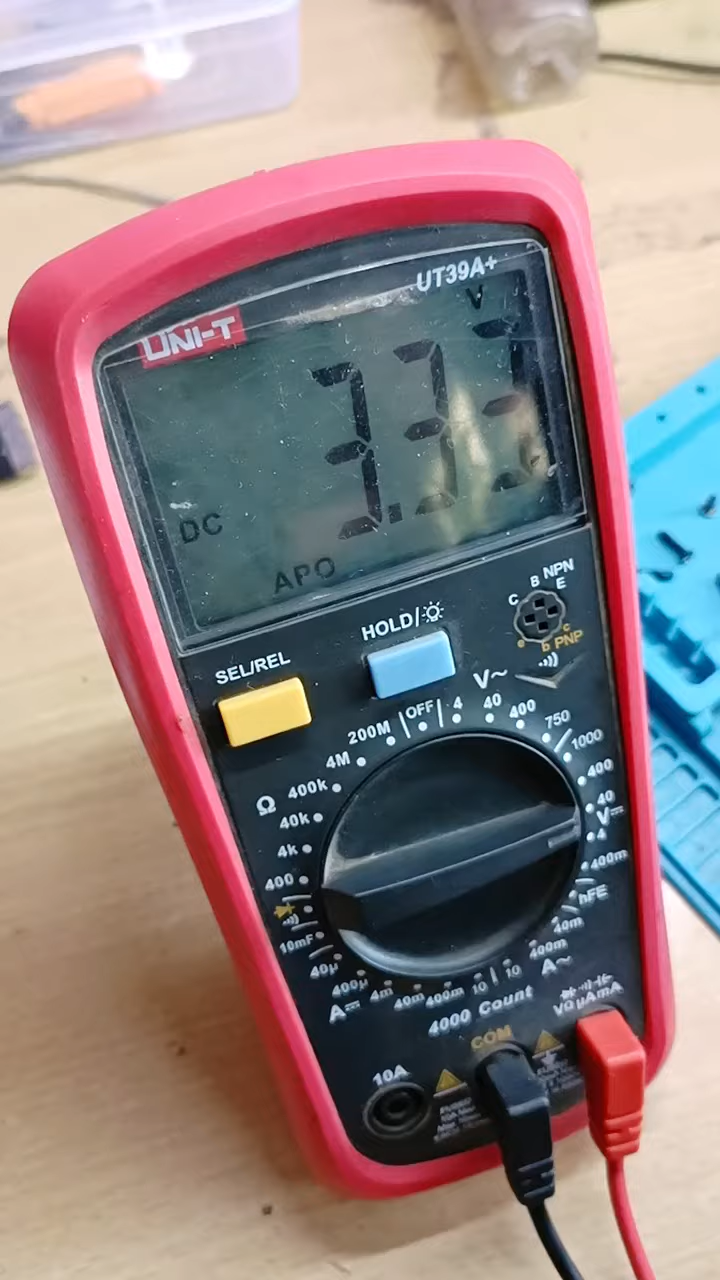 UT39A+
UNI-T
V
3.33
DC
APO
HOLD/
SEL/REL
C B NPN E
e b c PNP
OFF 4 V~ 40 400 750
200M 1000
4M 400
400k 40
Ω V⎓
40k 4
4k 400m
400 hFE
10mF 40m
40µ 400m
400µ 4m 40m 400m 10 10 A~
A⎓
4000 Count
VΩµAmA
COM
10A